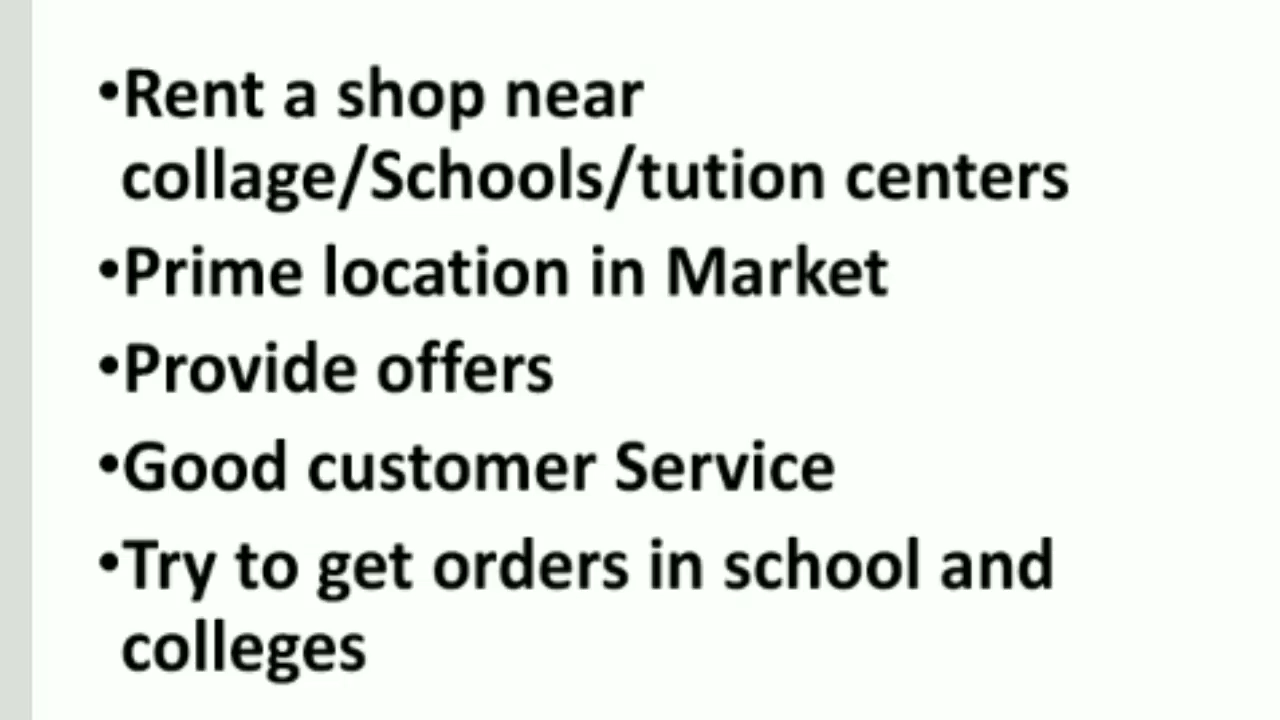 •Rent a shop near
collage/Schools/tution centers
•Prime location in Market
•Provide offers
•Good customer Service
•Try to get orders in school and
colleges